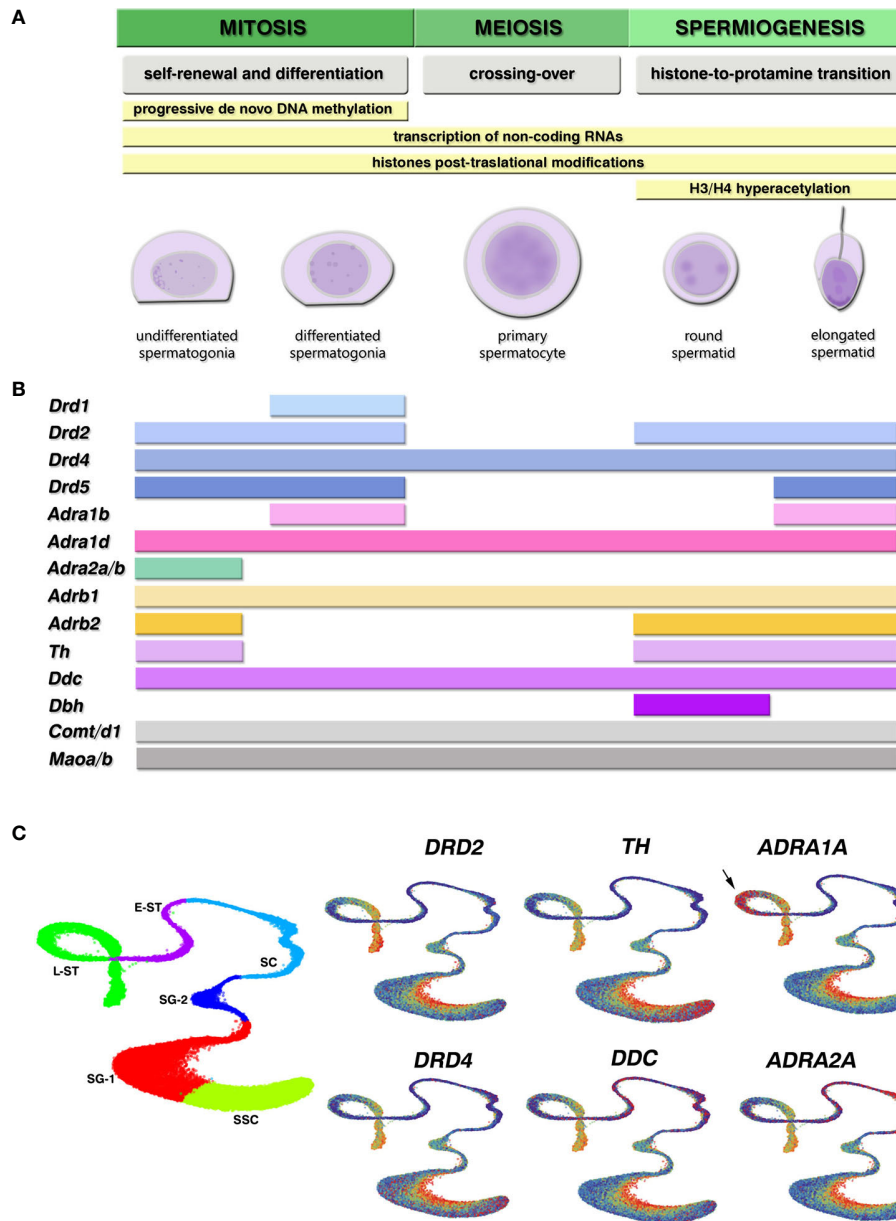 A
MITOSIS MEIOSIS SPERMIOGENESIS
self-renewal and differentiation crossing-over histone-to-protamine transition
progressive de novo DNA methylation
transcription of non-coding RNAs
histones post-traslational modifications
H3/H4 hyperacetylation
undifferentiated spermatogonia
differentiated spermatogonia
primary spermatocyte
round spermatid
elongated spermatid
B
Drd1
Drd2
Drd4
Drd5
Adra1b
Adra1d
Adra2a/b
Adrb1
Adrb2
Th
Ddc
Dbh
Comt/d1
Maoa/b
C
E-ST
L-ST
SC
SG-2
SG-1
SSC
DRD2 TH ADRA1A
DRD4 DDC ADRA2A